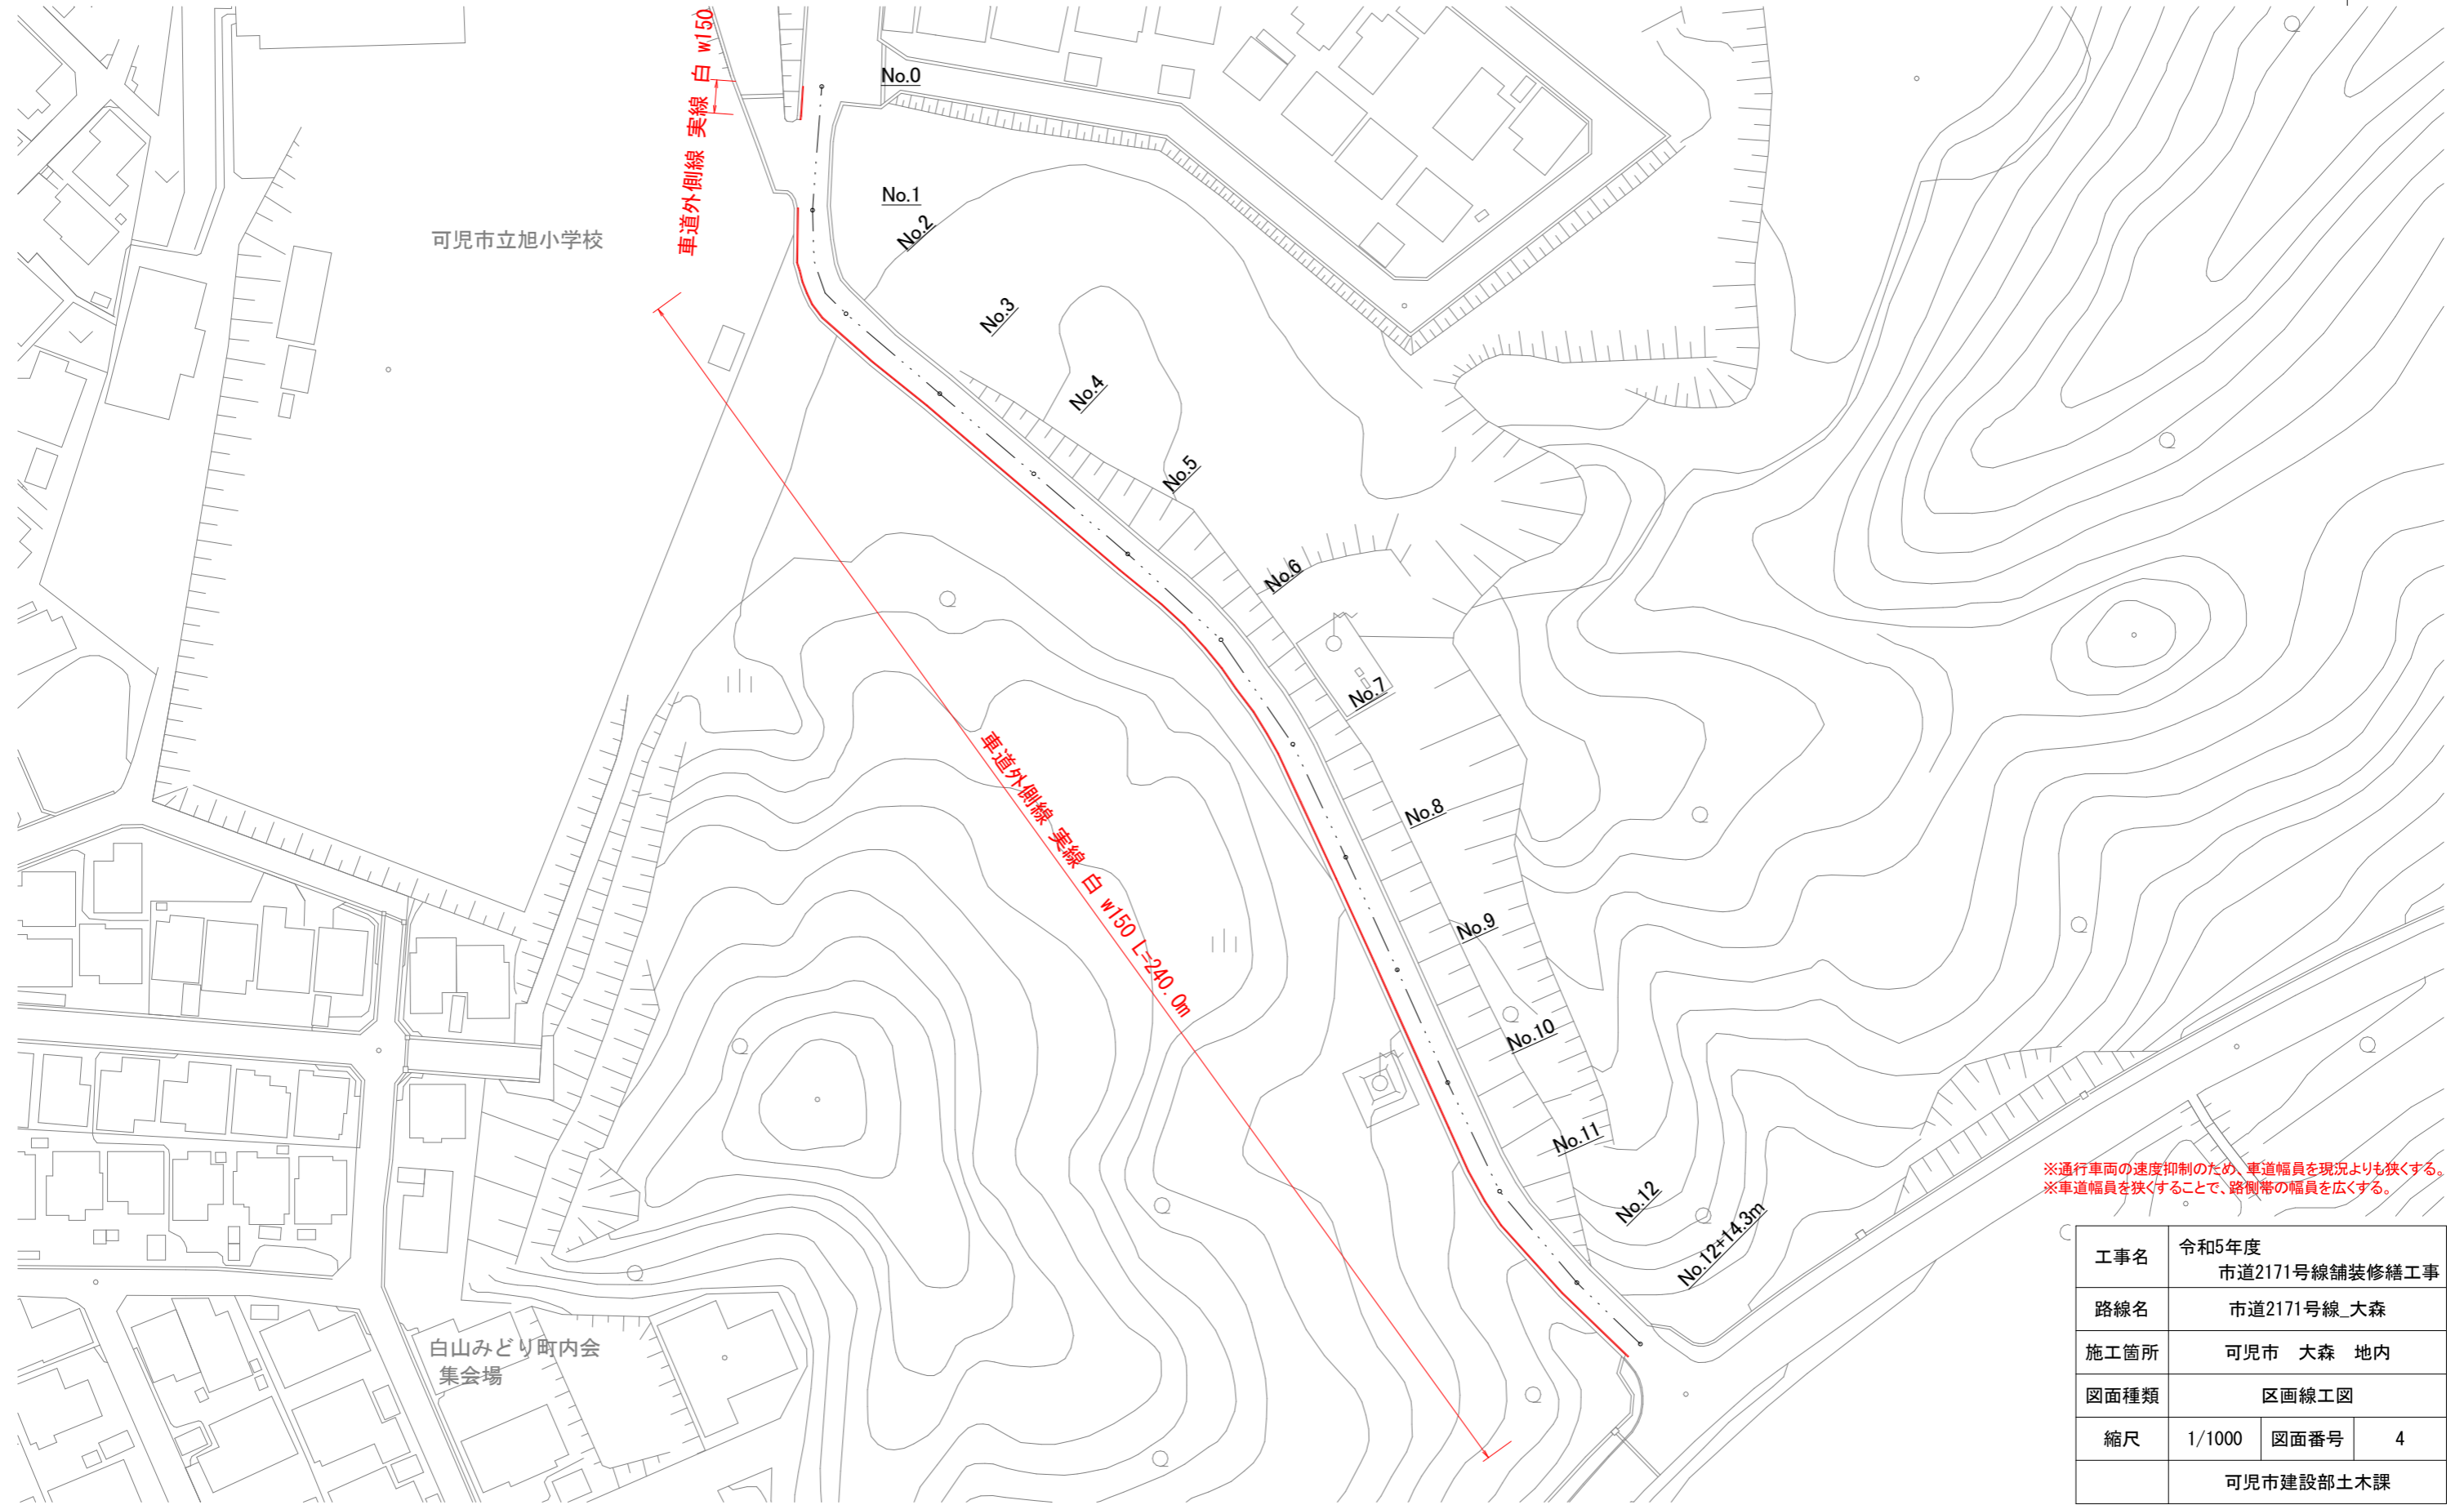 車道外側線 実線 白 w150
No.0
No.1
No.2
可児市立旭小学校
No.3
No.4
No.5
No.6
No.7
車道外側線 実線 白 w150 L=240.0m
No.8
No.9
No.10
No.11
No.12
No.12+14.3m
※通行車両の速度抑制のため、車道幅員を現況よりも狭くする。
※車道幅員を狭くすることで、路側帯の幅員を広くする。
工事名 令和5年度
市道2171号線舗装修繕工事
路線名 市道2171号線_大森
施工箇所 可児市 大森 地内
図面種類 区画線工図
縮尺 1/1000 図面番号 4
可児市建設部土木課
白山みどり町内会
集会場